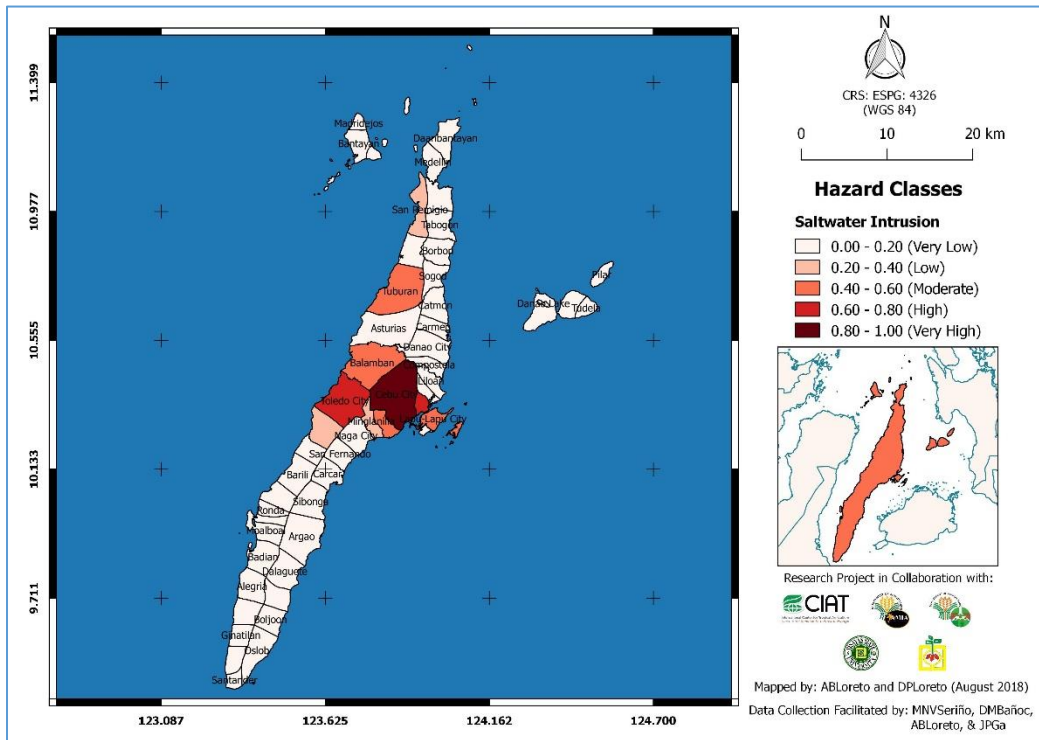 11.399
10.977
10.555
10.133
9.711
123.087
123.625
124.162
124.700
Madridejos
Bantayan
Daanbantayan
Medellin
San Remigio
Tabogon
Borbon
Sogod
Tuburan
Catmon
Asturias
Carmen
Danao City
Balamban
Liloan
Cebu City
Toledo City
Lapu-Lapu City
Minglanilla
Naga City
San Fernando
Barili
Carcar
Sibonga
Ronda
Moalboal
Argao
Badian
Dalaguete
Alegria
Boljoon
Ginatilan
Oslob
Santander
Pilar
Tudela
N
CRS: ESPG: 4326
(WGS 84)
0 10 20 km
Hazard Classes
Saltwater Intrusion
0.00 - 0.20 (Very Low)
0.20 - 0.40 (Low)
0.40 - 0.60 (Moderate)
0.60 - 0.80 (High)
0.80 - 1.00 (Very High)
Research Project in Collaboration with:
CIAT
Mapped by: ABLoreto and DPLoreto (August 2018)
Data Collection Facilitated by: MNVSeriño, DMBañoc,
ABLoreto, & JPGa